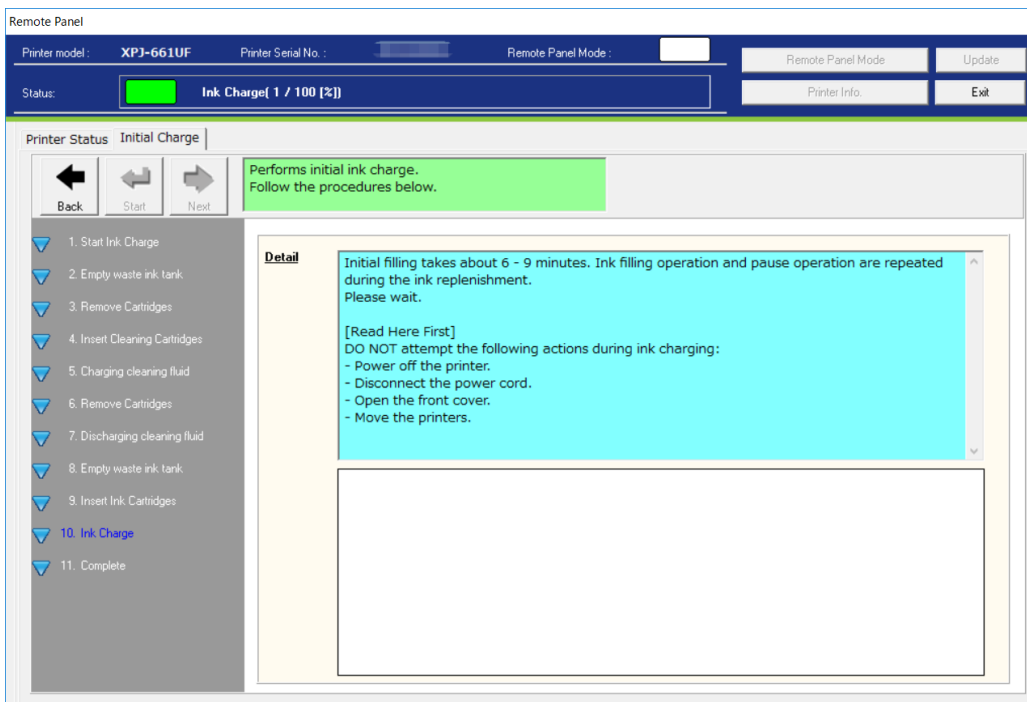 Remote Panel
Printer model : XPJ-661UF Printer Serial No. : Remote Panel Mode :
Remote Panel Mode Update
Status: Ink Charge( 1 / 100 [%])
Printer Info. Exit
Printer Status Initial Charge
Back Start Next
Performs initial ink charge.
Follow the procedures below.
1. Start Ink Charge
2. Empty waste ink tank
3. Remove Cartridges
4. Insert Cleaning Cartridges
5. Charging cleaning fluid
6. Remove Cartridges
7. Discharging cleaning fluid
8. Empty waste ink tank
9. Insert Ink Cartridges
10. Ink Charge
11. Complete
Detail
Initial filling takes about 6 - 9 minutes. Ink filling operation and pause operation are repeated
during the ink replenishment.
Please wait.
[Read Here First]
DO NOT attempt the following actions during ink charging:
- Power off the printer.
- Disconnect the power cord.
- Open the front cover.
- Move the printers.